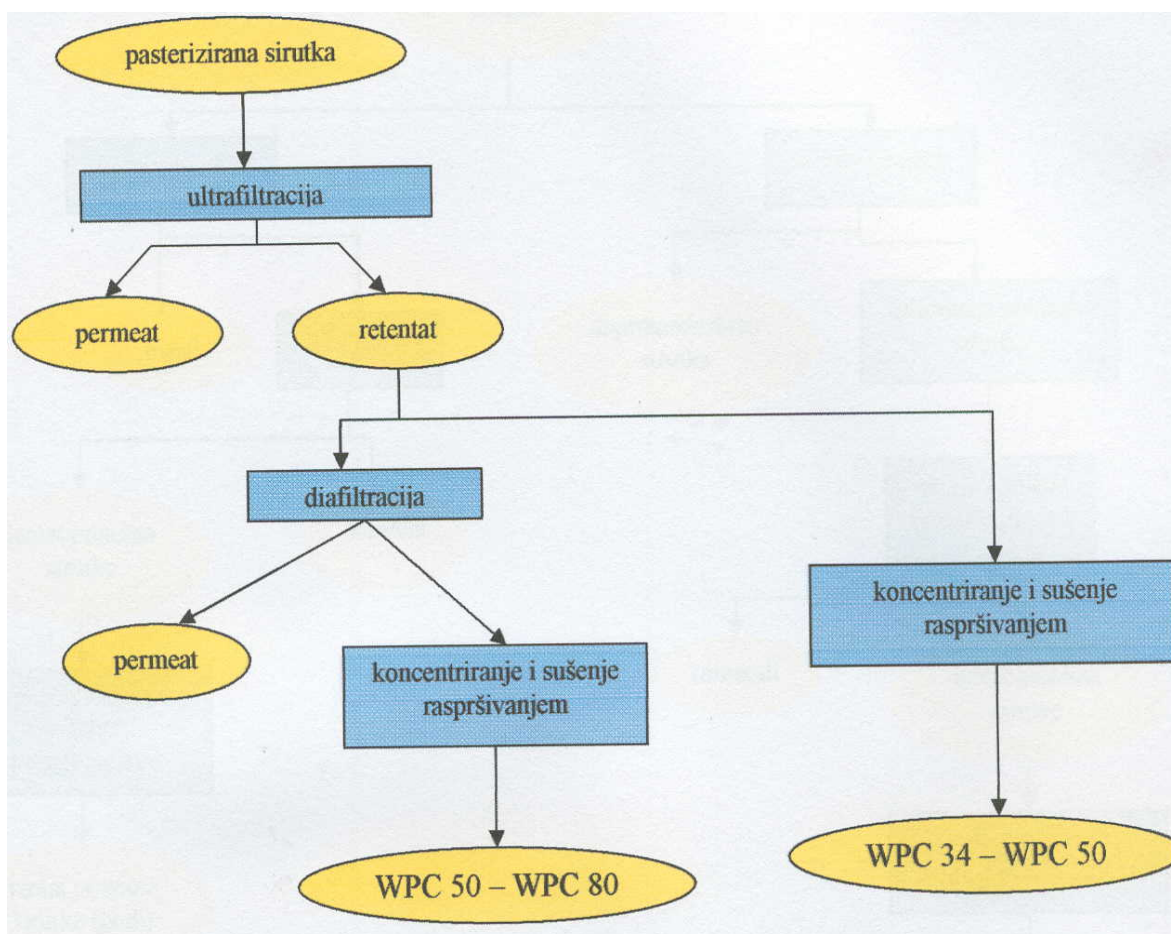 pasterizirana sirutka
ultrafiltracija
permeat
retentat
diafiltracija
koncentriranje i sušenje
raspršivanjem
permeat
koncentriranje i sušenje
raspršivanjem
WPC 34 – WPC 50
WPC 50 – WPC 80